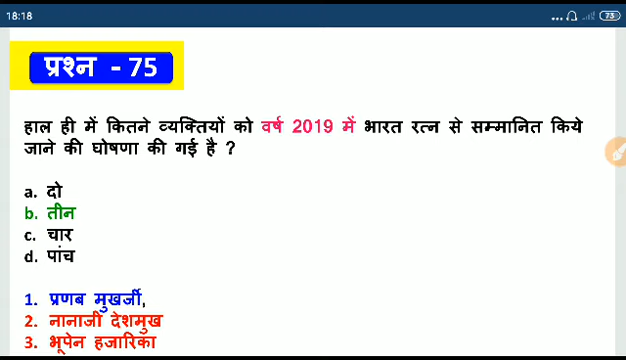 18:18
73
प्रश्न - 75
हाल ही में कितने व्यक्तियों को वर्ष 2019 में भारत रत्न से सम्मानित किये
जाने की घोषणा की गई है ?
a. दो
b. तीन
c. चार
d. पांच
1. प्रणब मुखर्जी,
2. नानाजी देशमुख
3. भूपेन हजारिका